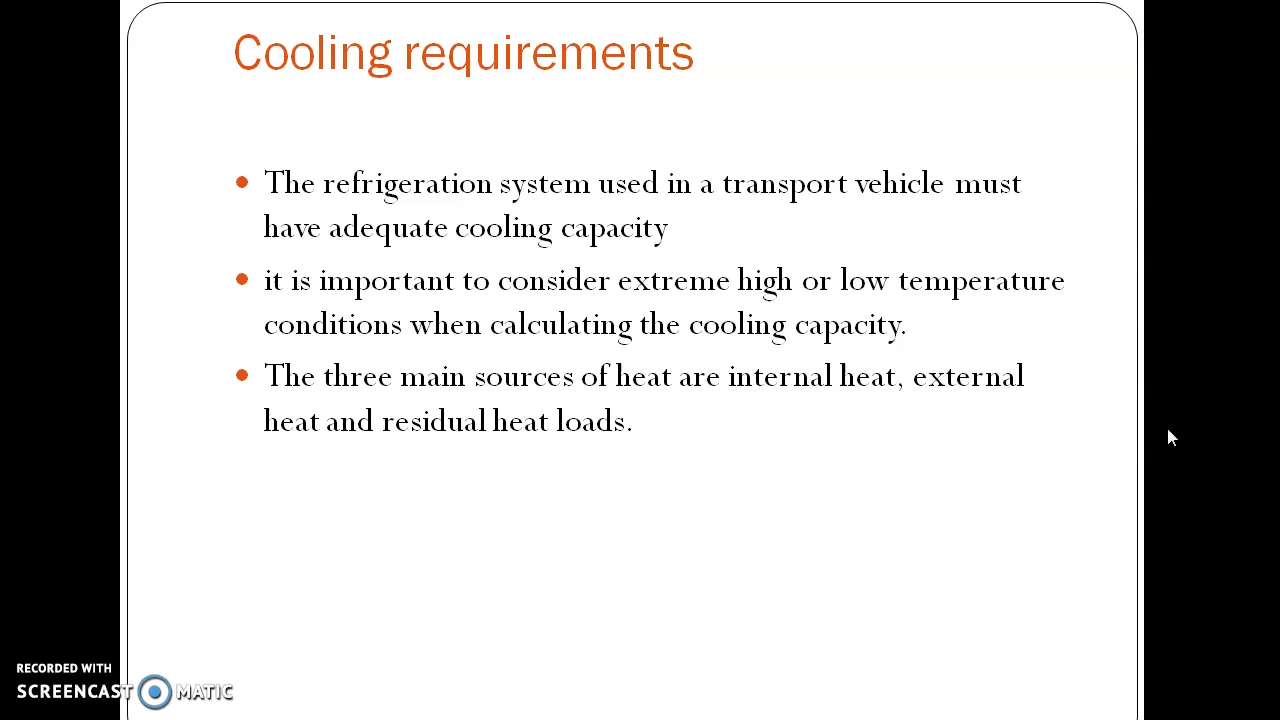 Cooling requirements
The refrigeration system used in a transport vehicle must
have adequate cooling capacity
it is important to consider extreme high or low temperature
conditions when calculating the cooling capacity.
The three main sources of heat are internal heat, external
heat and residual heat loads.
RECORDED WITH
SCREENCAST MATIC